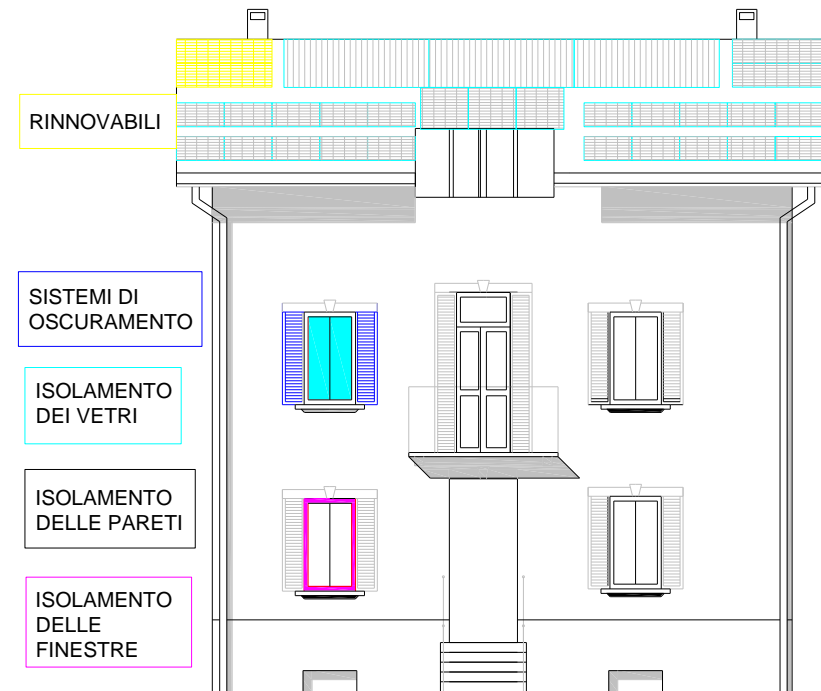 RINNOVABILI
SISTEMI DI
OSCURAMENTO
ISOLAMENTO
DEI VETRI
ISOLAMENTO
DELLE PARETI
ISOLAMENTO
DELLE
FINESTRE